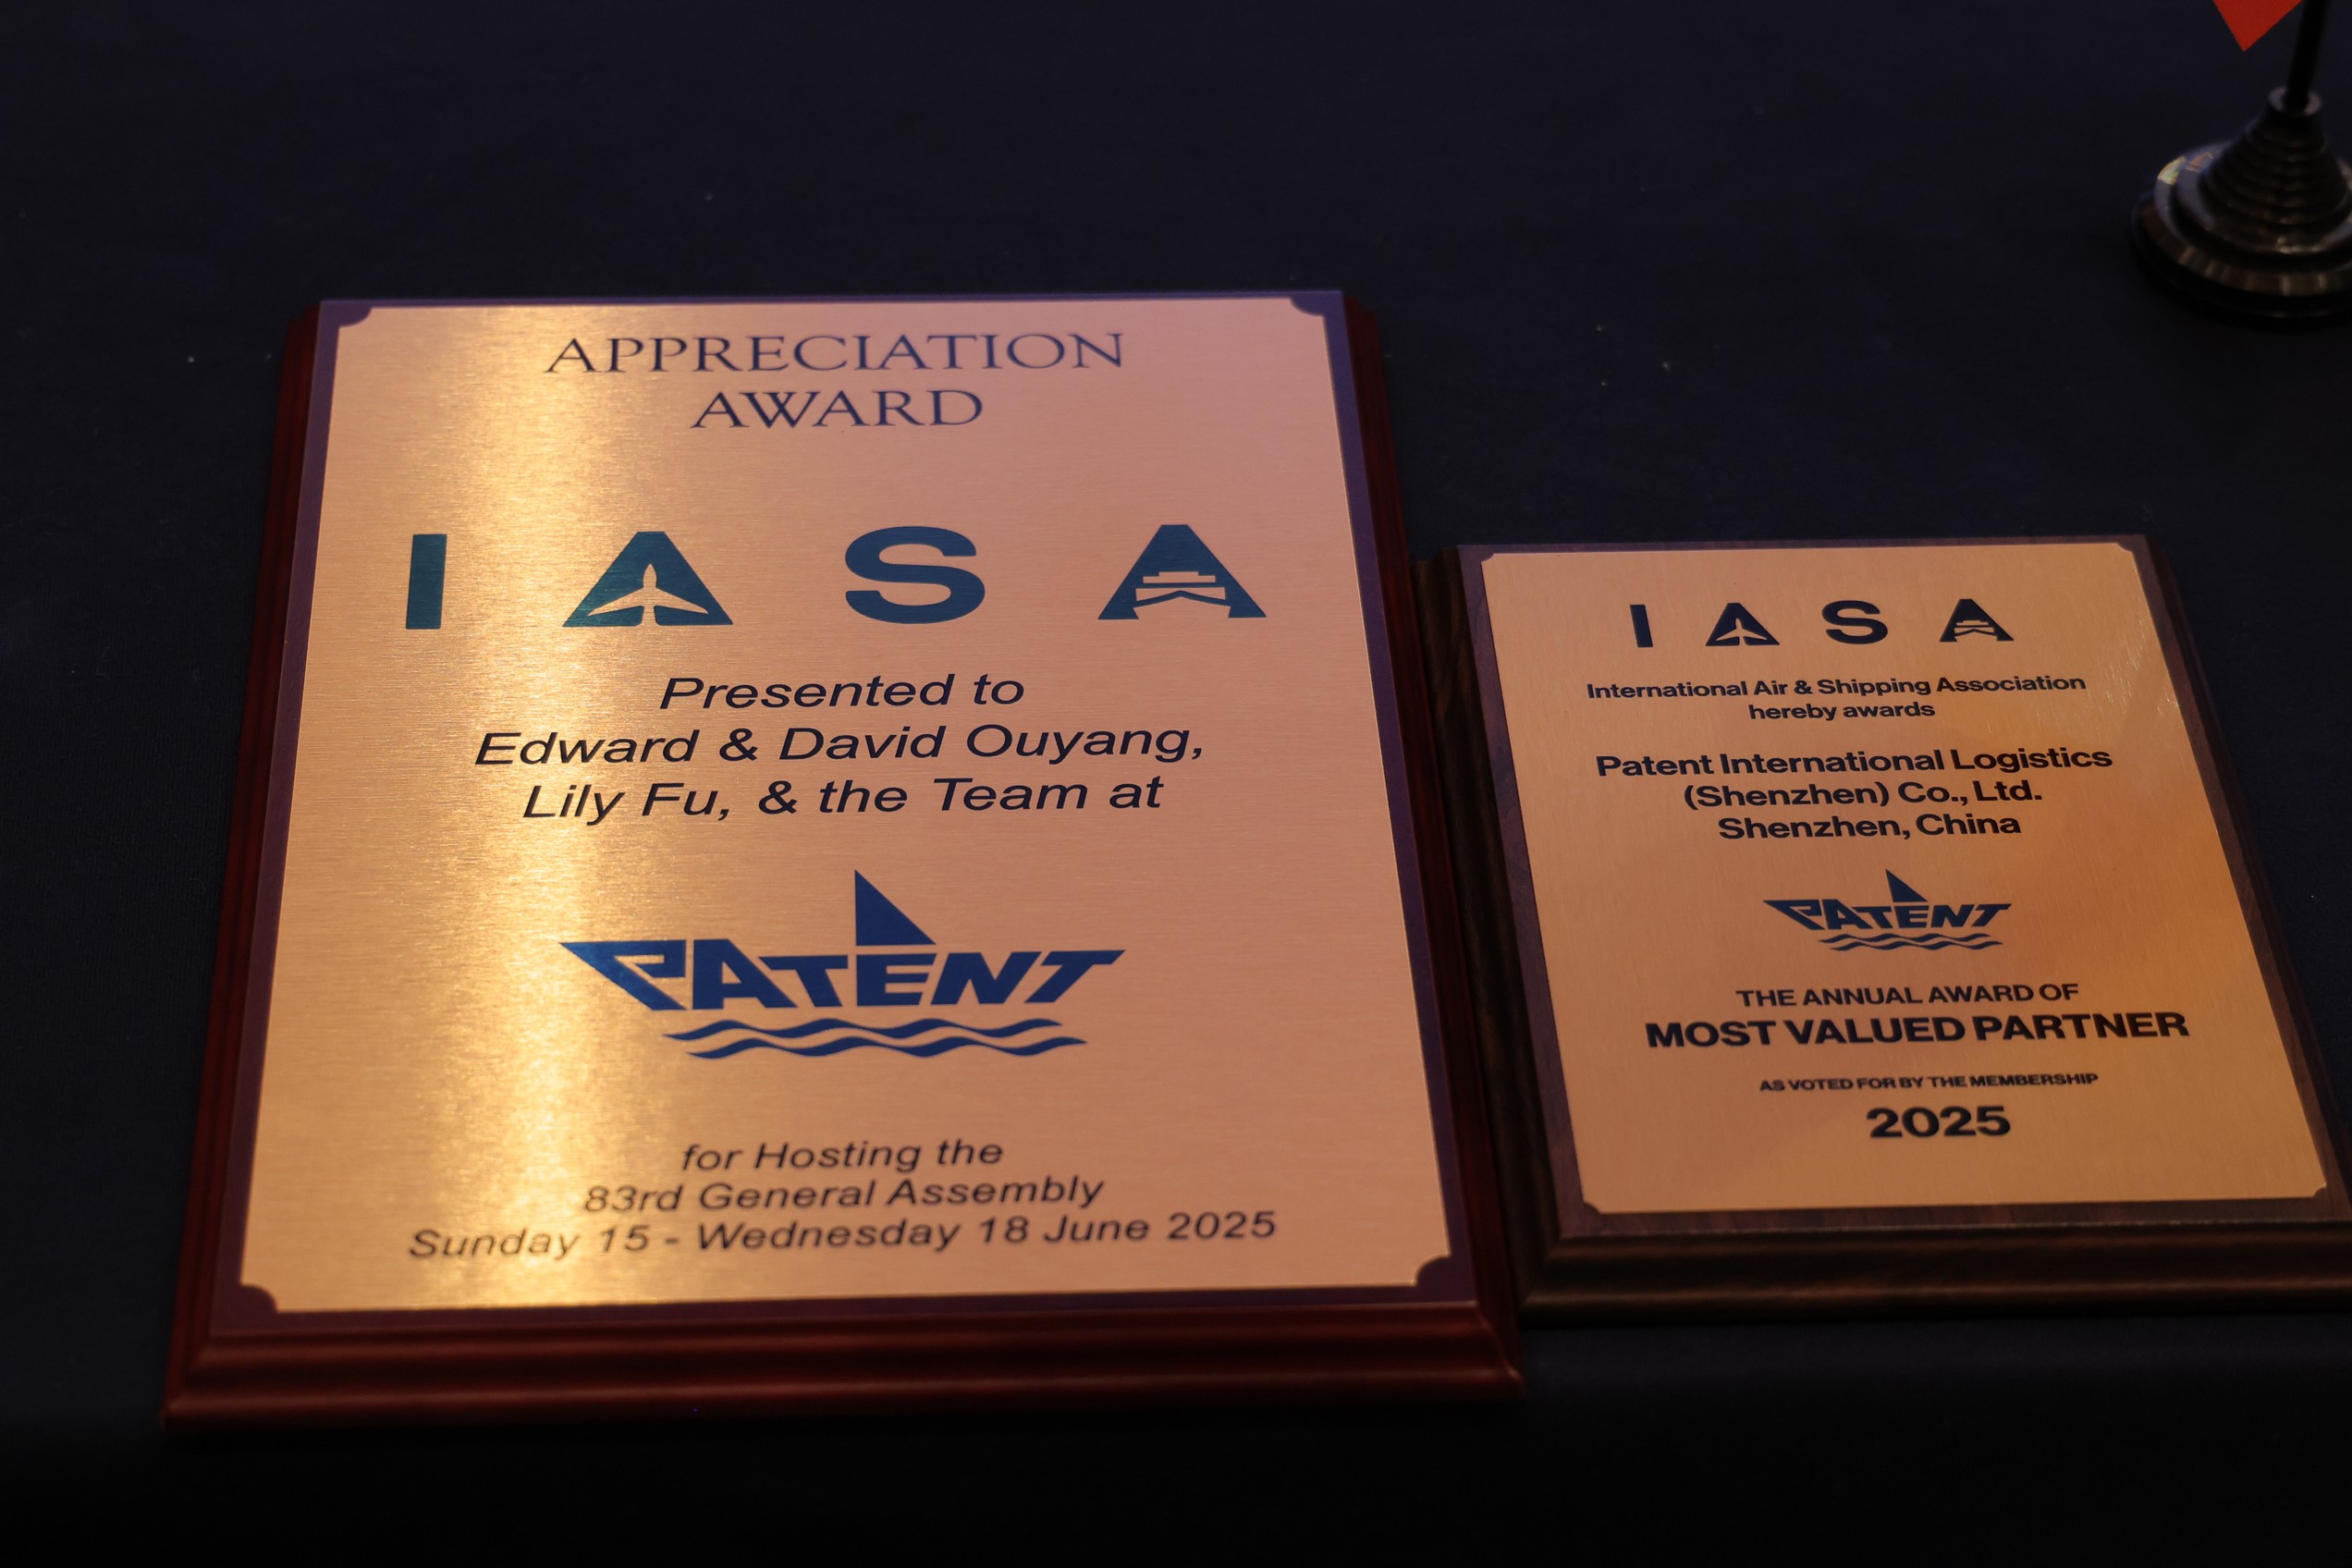 APPRECIATION
AWARD
IASA
Presented to
Edward & David Ouyang,
Lily Fu, & the Team at
PATENT
for Hosting the
83rd General Assembly
Sunday 15 - Wednesday 18 June 2025
IASA
International Air & Shipping Association
hereby awards
Patent International Logistics
(Shenzhen) Co., Ltd.
Shenzhen, China
PATENT
THE ANNUAL AWARD OF
MOST VALUED PARTNER
AS VOTED FOR BY THE MEMBERSHIP
2025